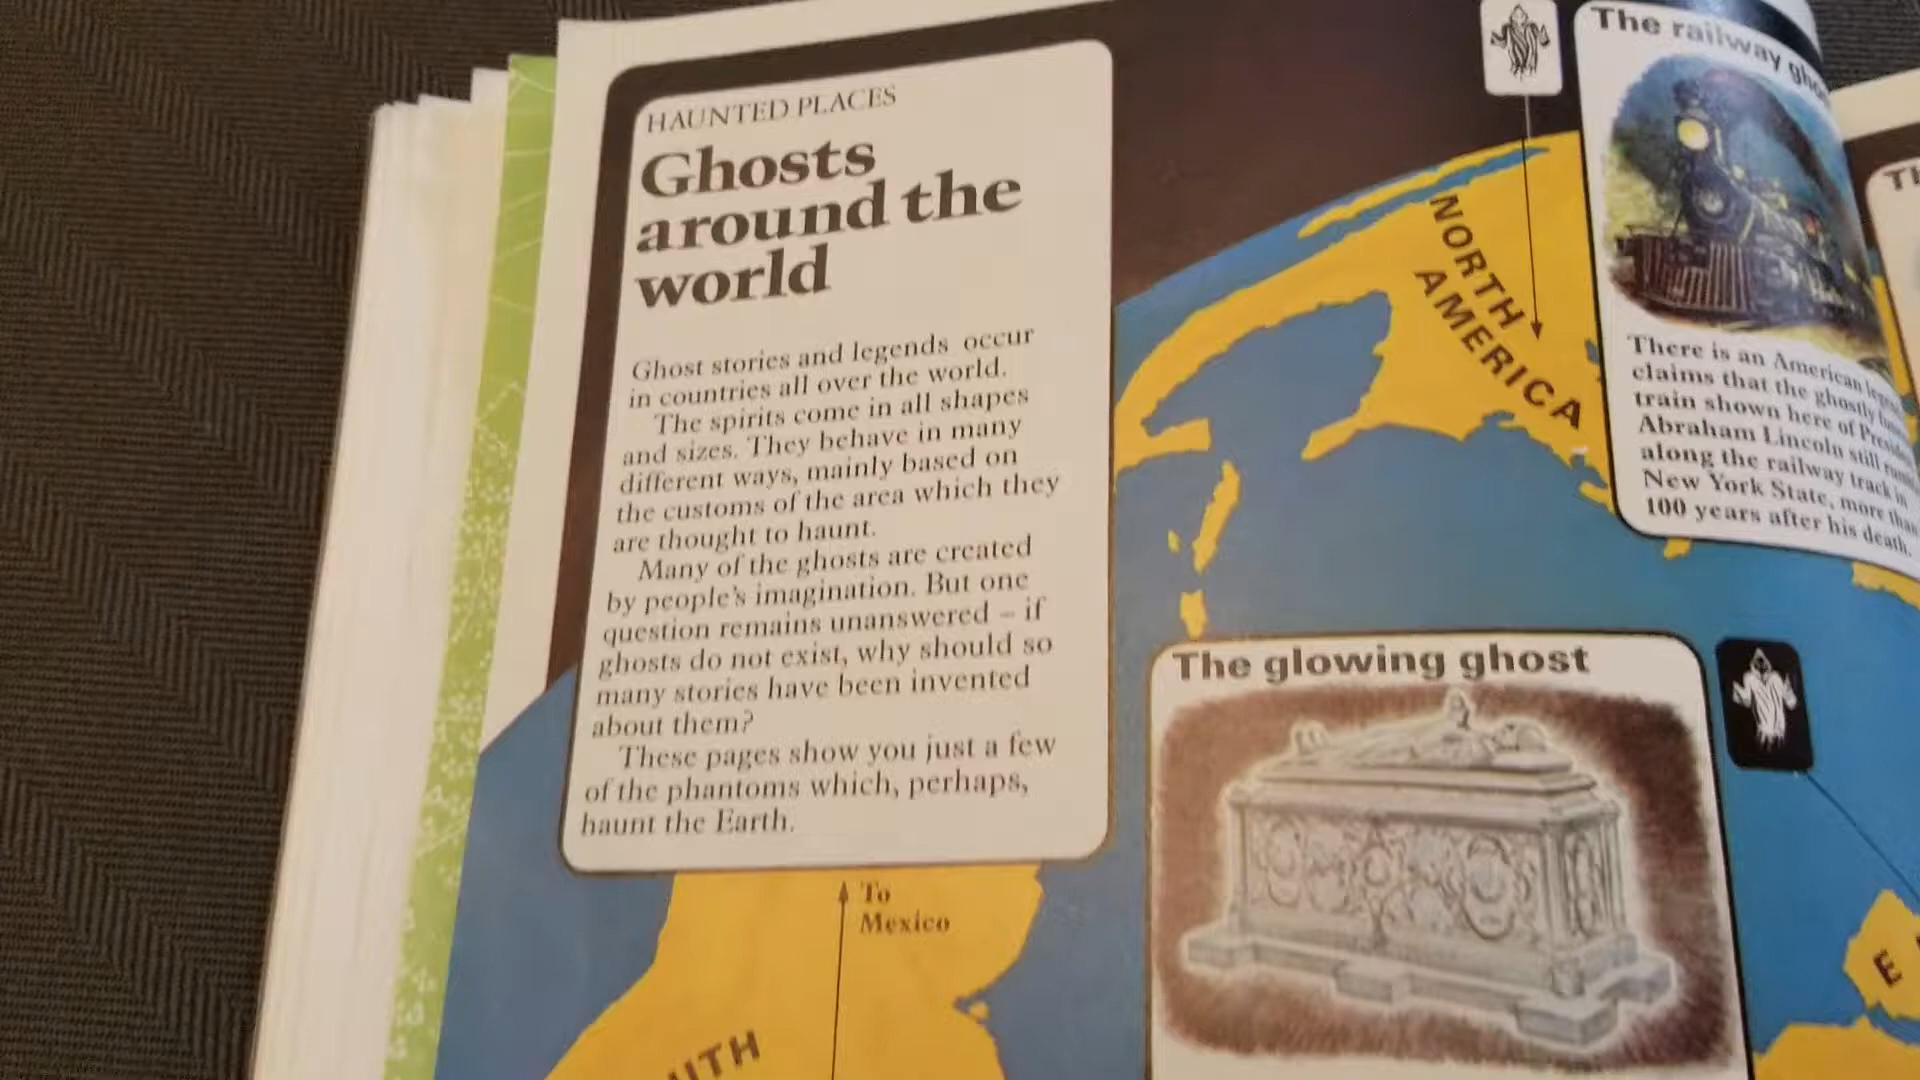 HAUNTED PLACES
Ghosts
around the
world
Ghost stories and legends occur
in countries all over the world.
The spirits come in all shapes
and sizes. They behave in many
different ways, mainly based on
the customs of the area which they
are thought to haunt.
Many of the ghosts are created
by people's imagination. But one
question remains unanswered – if
ghosts do not exist, why should so
many stories have been invented
about them?
These pages show you just a few
of the phantoms which, perhaps,
haunt the Earth.
To
Mexico
NORTH
AMERICA
The railway
There is an American
claims that the ghostly
train shown here of
Abraham Lincoln still
along the railway track in
New York State, more than
100 years after his death.
The glowing ghost